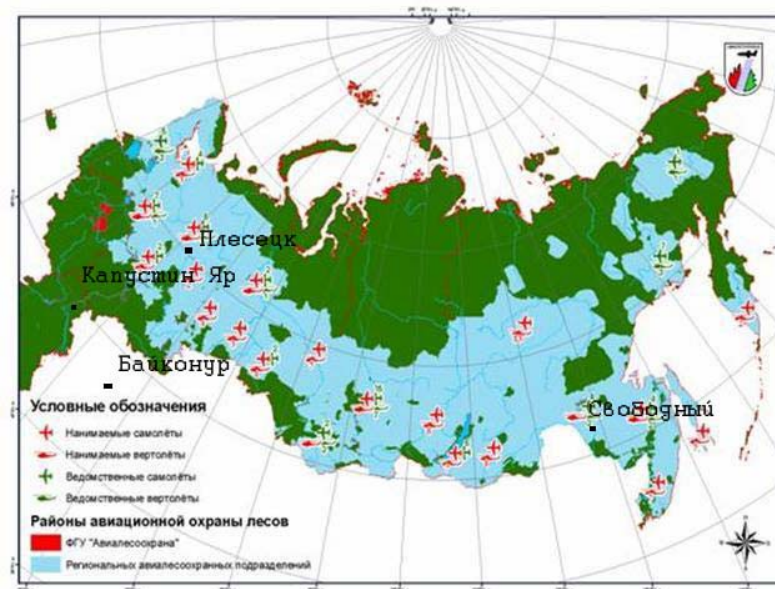 Плесецк
Капустин Яр
Байконур
Свободный
Условные обозначения
Нанимаемые самолёты
Нанимаемые вертолёты
Ведомственные самолёты
Ведомственные вертолёты
Районы авиационной охраны лесов
ФГУ "Авиалесоохрана"
Региональных авиалесоохранных подразделений